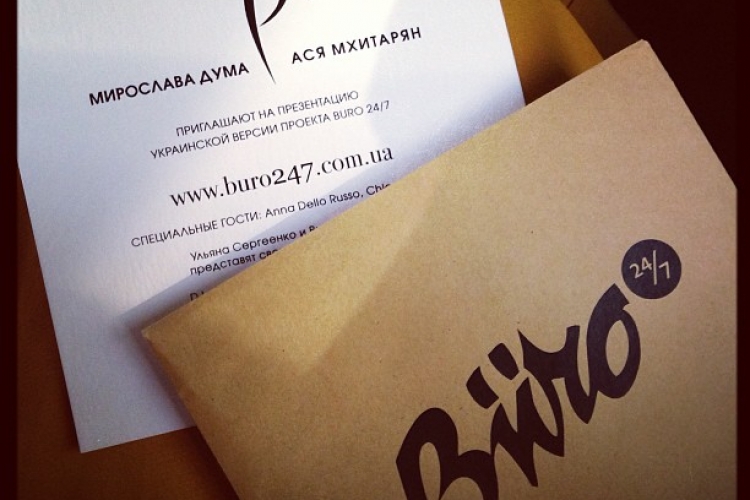 МИРОСЛАВА ДУМА АСЯ МХИТАРЯН
ПРИГЛАШАЮТ НА ПРЕЗЕНТАЦИЮ
УКРАИНСКОЙ ВЕРСИИ ПРОЕКТА BURO 24/7
www.buro247.com.ua
СПЕЦИАЛЬНЫЕ ГОСТИ: Anna Dello Russo,
Ульяна Сергеенко и
представят
Büro 24/7